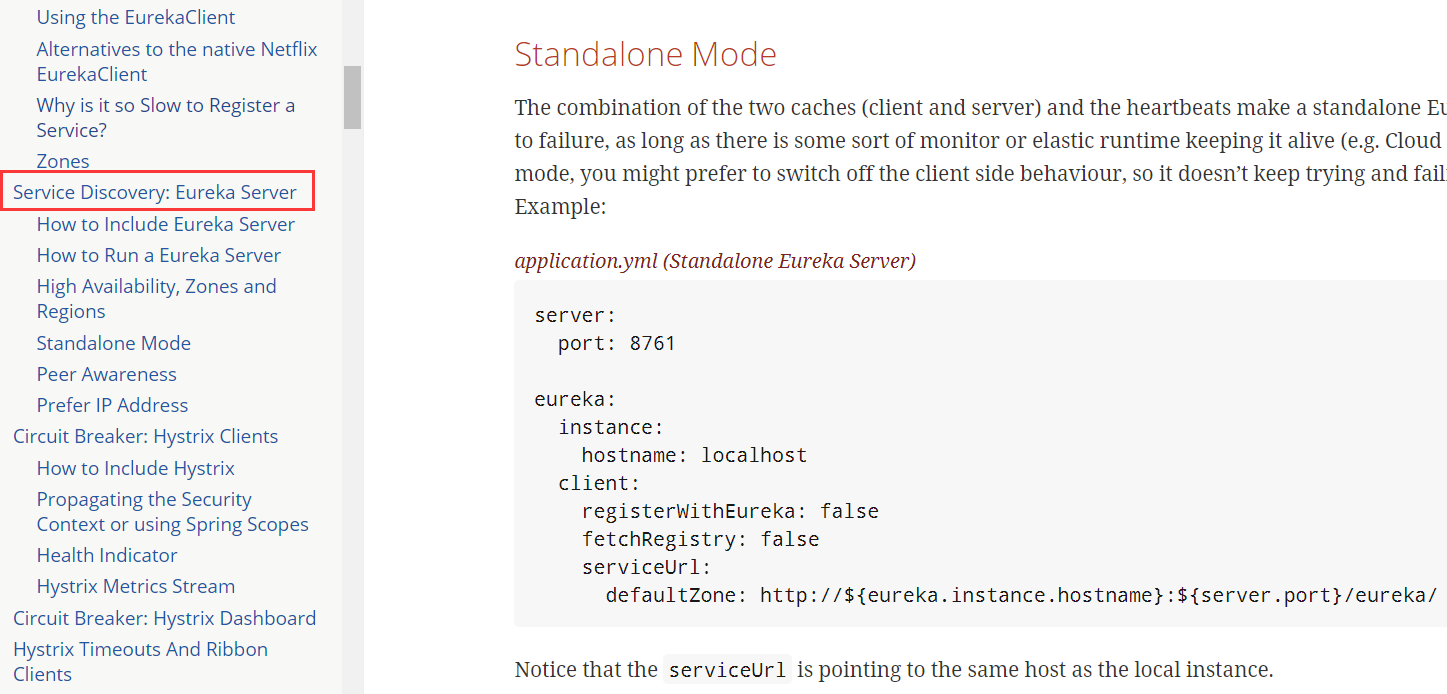 Using the EurekaClient
Alternatives to the native Netflix
EurekaClient
Why is it so Slow to Register a
Service?
Zones
Service Discovery: Eureka Server
How to Include Eureka Server
How to Run a Eureka Server
High Availability, Zones and
Regions
Standalone Mode
Peer Awareness
Prefer IP Address
Circuit Breaker: Hystrix Clients
How to Include Hystrix
Propagating the Security
Context or using Spring Scopes
Health Indicator
Hystrix Metrics Stream
Circuit Breaker: Hystrix Dashboard
Hystrix Timeouts And Ribbon
Clients
Standalone Mode
The combination of the two caches (client and server) and the heartbeats make a standalone
to failure, as long as there is some sort of monitor or elastic runtime keeping it alive (e.g. Cloud
mode, you might prefer to switch off the client side behaviour, so it doesn’t keep trying and
Example:
application.yml (Standalone Eureka Server)
server:
  port: 8761
eureka:
  instance:
    hostname: localhost
  client:
    registerWithEureka: false
    fetchRegistry: false
    serviceUrl:
      defaultZone: http://${eureka.instance.hostname}:${server.port}/eureka/
Notice that the serviceUrl is pointing to the same host as the local instance.